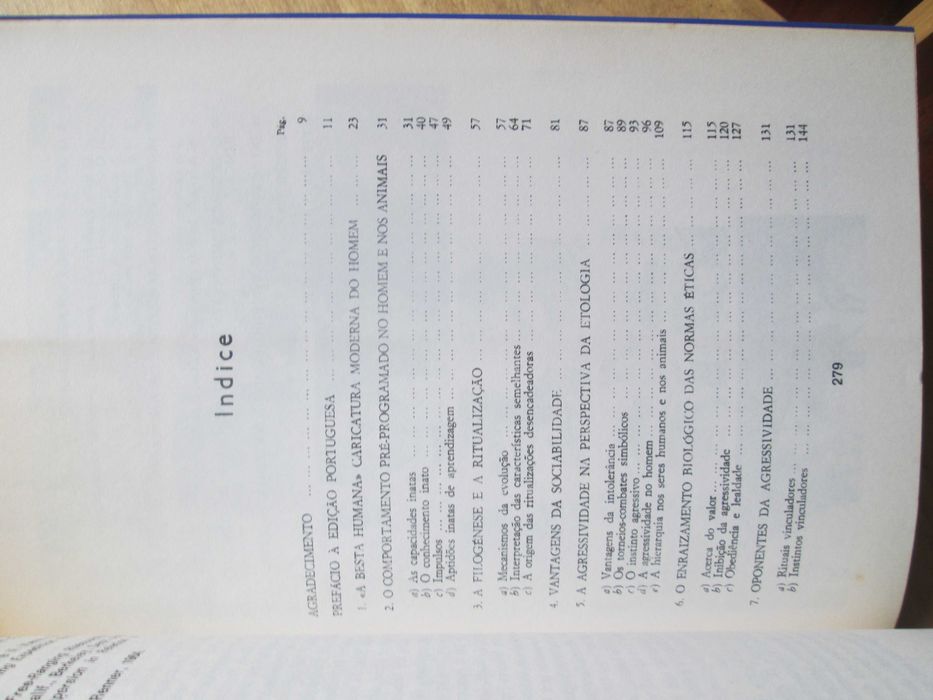 Indice
Pág.
AGRADECIMENTO ... ... ... ... ... ... ... ... ... ... ... 9
PREFÁCIO À EDIÇÃO PORTUGUESA ... ... ... ... ... ... ... 11
1. «A BESTA HUMANA» CARICATURA MODERNA DO HOMEM ... ... 23
2. O COMPORTAMENTO PRÉ-PROGRAMADO NO HOMEM E NOS ANIMAIS 31
a) As capacidades inatas ... ... ... ... ... ... ... ... ... 31
b) O conhecimento inato ... ... ... ... ... ... ... ... ... 40
c) Impulsos ... ... ... ... ... ... ... ... ... ... ... 47
d) Aptidões inatas de aprendizagem ... ... ... ... ... ... ... 49
3. A FILOGÉNESE E A RITUALIZAÇÃO ... ... ... ... ... ... 57
a) Mecanismos da evolução ... ... ... ... ... ... ... ... 57
b) Interpretação das características semelhantes ... ... ... ... ... 64
c) A origem das ritualizações desencadeadoras ... ... ... ... ... 71
4. VANTAGENS DA SOCIABILIDADE ... ... ... ... ... ... 81
5. A AGRESSIVIDADE NA PERSPECTIVA DA ETOLOGIA ... ... ... 87
a) Vantagens da intolerância ... ... ... ... ... ... ... ... 87
b) Os torneios-combates simbólicos ... ... ... ... ... ... ... 89
c) O instinto agressivo ... ... ... ... ... ... ... ... ... 93
d) A agressividade no homem ... ... ... ... ... ... ... ... 96
e) A hierarquia nos seres humanos e nos animais ... ... ... ... 109
6. O ENRAIZAMENTO BIOLÓGICO DAS NORMAS ÉTICAS ... ... ... 115
a) Acerca do valor ... ... ... ... ... ... ... ... ... ... 115
b) Inibição da agressividade ... ... ... ... ... ... ... ... 120
c) Obediência e lealdade ... ... ... ... ... ... ... ... ... 127
7. OPONENTES DA AGRESSIVIDADE ... ... ... ... ... ... 131
a) Rituais vinculadores ... ... ... ... ... ... ... ... ... 131
b) Instintos vinculadores ... ... ... ... ... ... ... ... ... 144
279
Free-Ranging
Renner, 1964.